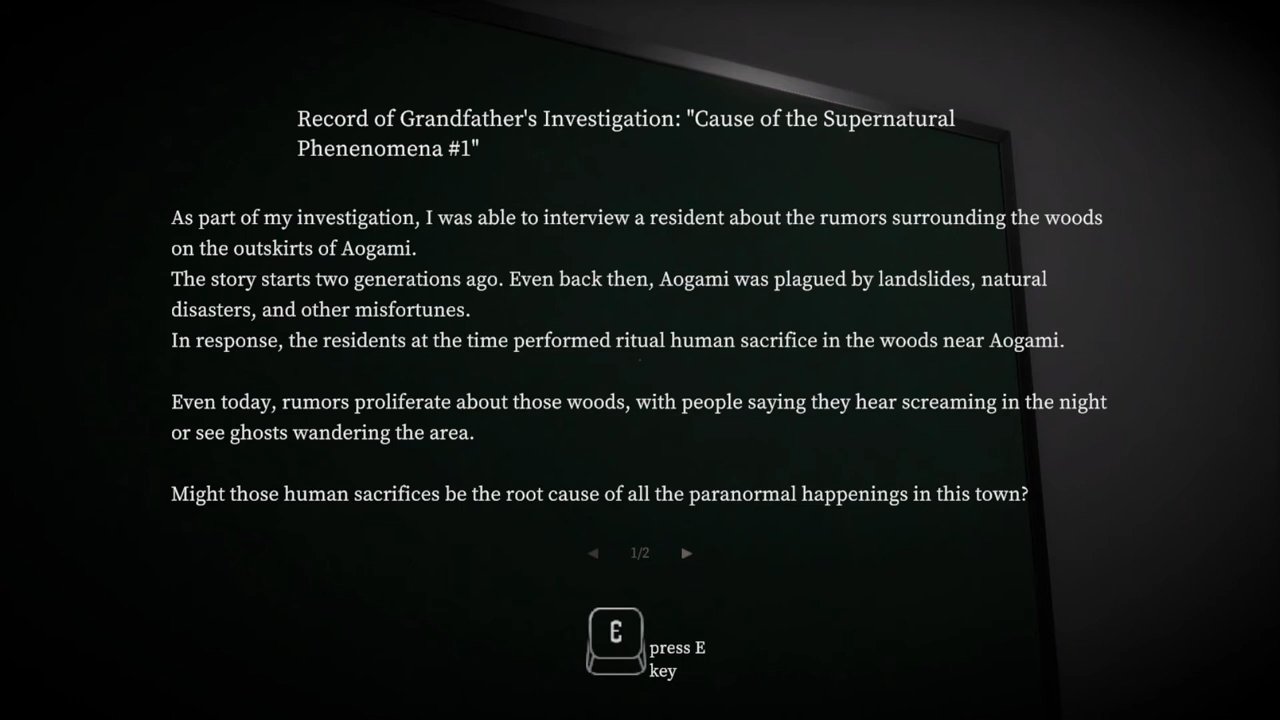 Record of Grandfather's Investigation: "Cause of the Supernatural
Phenenomena #1"
As part of my investigation, I was able to interview a resident about the rumors surrounding the woods
on the outskirts of Aogami.
The story starts two generations ago. Even back then, Aogami was plagued by landslides, natural
disasters, and other misfortunes.
In response, the residents at the time performed ritual human sacrifice in the woods near Aogami.
Even today, rumors proliferate about those woods, with people saying they hear screaming in the night
or see ghosts wandering the area.
Might those human sacrifices be the root cause of all the paranormal happenings in this town?
◀ 1/2 ▶
E
press E
key